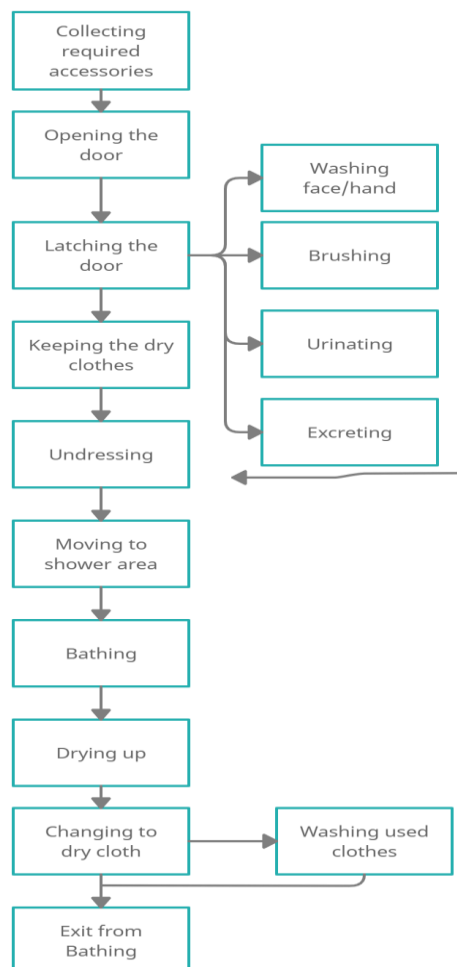 Collecting
required
accessories
Opening the
door
Latching the
door
Washing
face/hand
Brushing
Urinating
Excreting
Keeping the dry
clothes
Undressing
Moving to
shower area
Bathing
Drying up
Changing to
dry cloth
Washing used
clothes
Exit from
Bathing